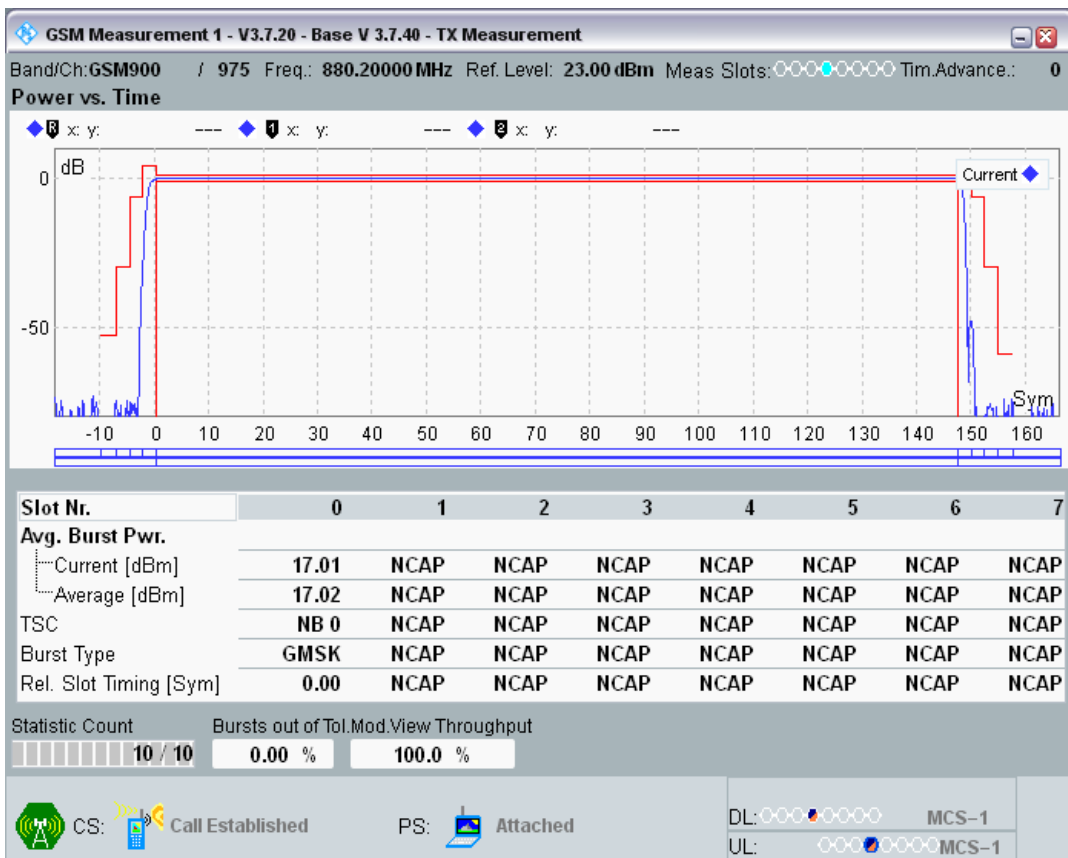 GSM Measurement 1 - V3.7.20 - Base V 3.7.40 - TX Measurement
Band/Ch:GSM900 / 975 Freq.: 880.20000 MHz Ref. Level: 23.00 dBm Meas Slots: Tim.Advance.: 0
Power vs. Time
R x: y: --- 1 x: y: --- 2 x: y: ---
dB
Current
0
-50
Sym
-10 0 10 20 30 40 50 60 70 80 90 100 110 120 130 140 150 160
Slot Nr. 0 1 2 3 4 5 6 7
Avg. Burst Pwr.
Current [dBm] 17.01 NCAP NCAP NCAP NCAP NCAP NCAP NCAP
Average [dBm] 17.02 NCAP NCAP NCAP NCAP NCAP NCAP NCAP
TSC NB 0 NCAP NCAP NCAP NCAP NCAP NCAP NCAP
Burst Type GMSK NCAP NCAP NCAP NCAP NCAP NCAP NCAP
Rel. Slot Timing [Sym] 0.00 NCAP NCAP NCAP NCAP NCAP NCAP NCAP
Statistic Count Bursts out of Tol.Mod.View Throughput
10 / 10 0.00 % 100.0 %
CS: Call Established PS: Attached
DL: MCS-1
UL: MCS-1